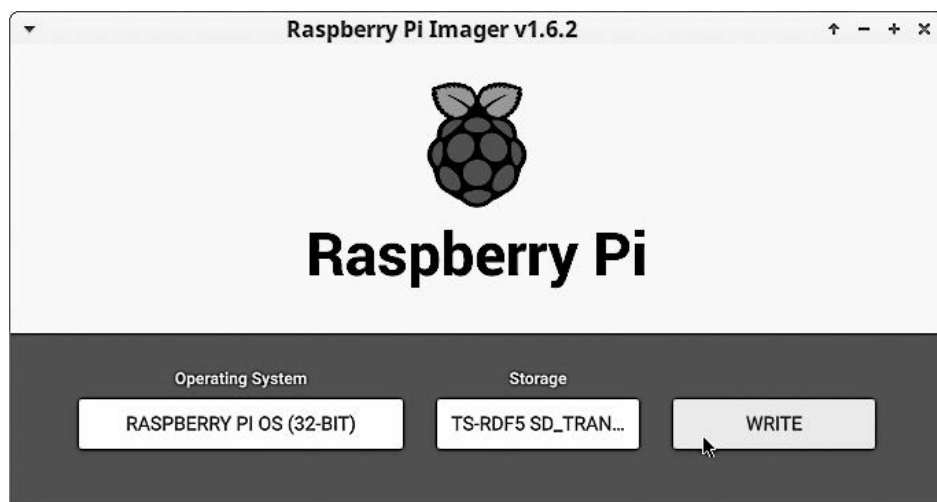 Raspberry Pi Imager v1.6.2
Raspberry Pi
Operating System
Storage
RASPBERRY PI OS (32-BIT)
TS-RDF5 SD_TRAN...
WRITE